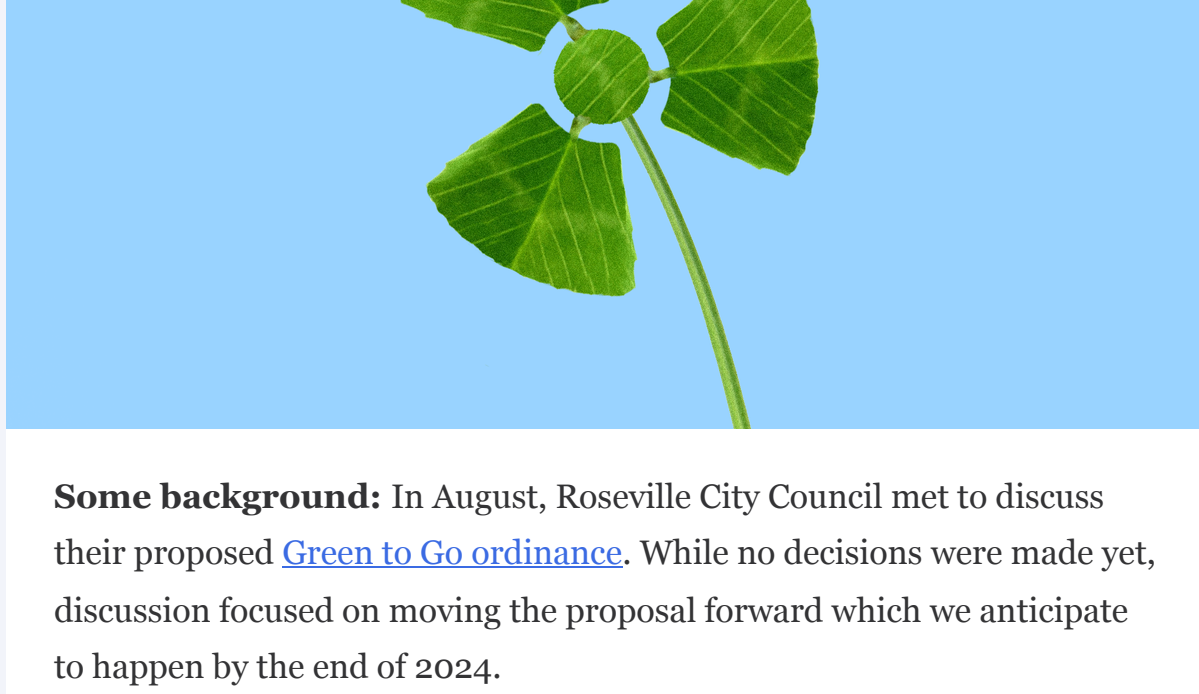 Some background: In August, Roseville City Council met to discuss
their proposed Green to Go ordinance. While no decisions were made yet,
discussion focused on moving the proposal forward which we anticipate
to happen by the end of 2024.